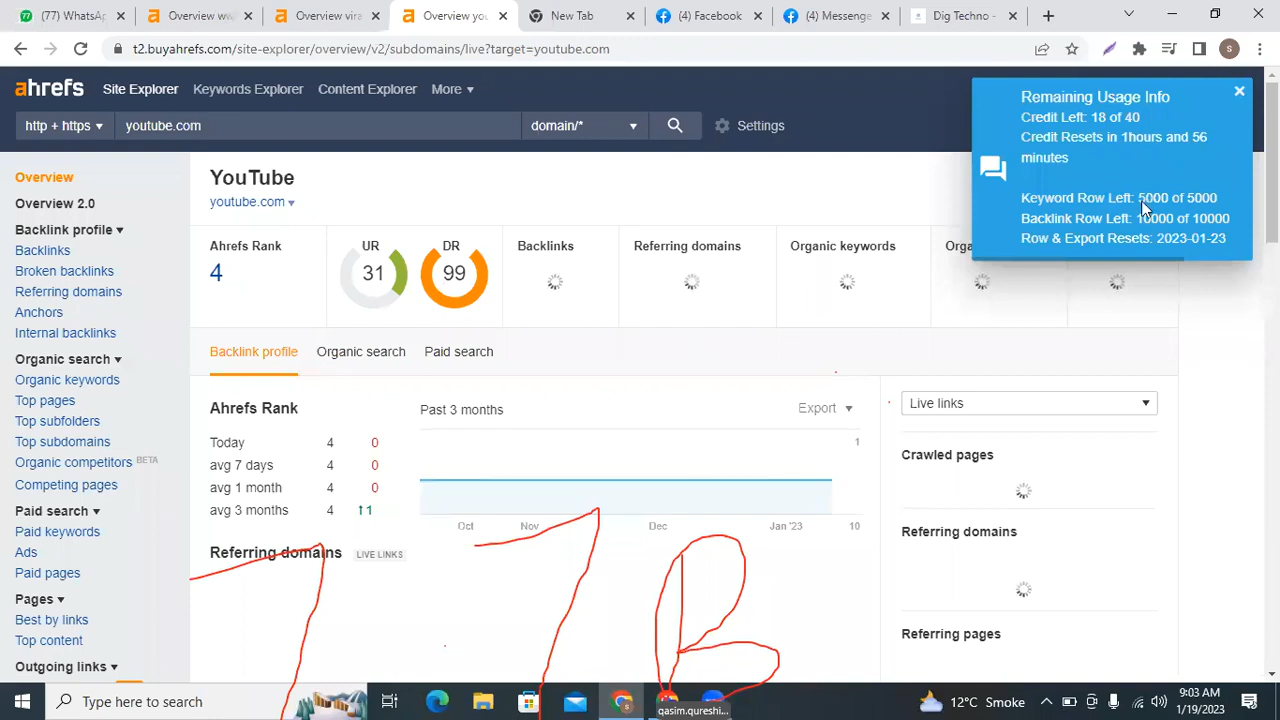 (77) WhatsA
Overview ww
Overview vira
Overview you
New Tab
(4) Facebook
(4) Messenge
Dig Techno -
t2.buyahrefs.com/site-explorer/overview/v2/subdomains/live?target=youtube.com
ahrefs Site Explorer Keywords Explorer Content Explorer More
http + https youtube.com domain/* Settings
Remaining Usage Info
Credit Left: 18 of 40
Credit Resets in 1hours and 56
minutes
Keyword Row Left: 5000 of 5000
Backlink Row Left: 10000 of 10000
Row & Export Resets: 2023-01-23
Overview
Overview 2.0
Backlink profile
Backlinks
Broken backlinks
Referring domains
Anchors
Internal backlinks
Organic search
Organic keywords
Top pages
Top subfolders
Top subdomains
Organic competitors BETA
Competing pages
Paid search
Paid keywords
Ads
Paid pages
Pages
Best by links
Top content
Outgoing links
YouTube
youtube.com
Ahrefs Rank UR DR Backlinks Referring domains Organic keywords Orga
4 31 99
Backlink profile Organic search Paid search
Ahrefs Rank Past 3 months Export
Today 4 0
avg 7 days 4 0
avg 1 month 4 0
avg 3 months 4 ↑1
1
Oct Nov Dec Jan '23 10
Referring domains LIVE LINKS
7 7B
Live links
Crawled pages
Referring domains
Referring pages
Type here to search
qasim.qureshi...
12°C Smoke
9:03 AM
1/19/2023